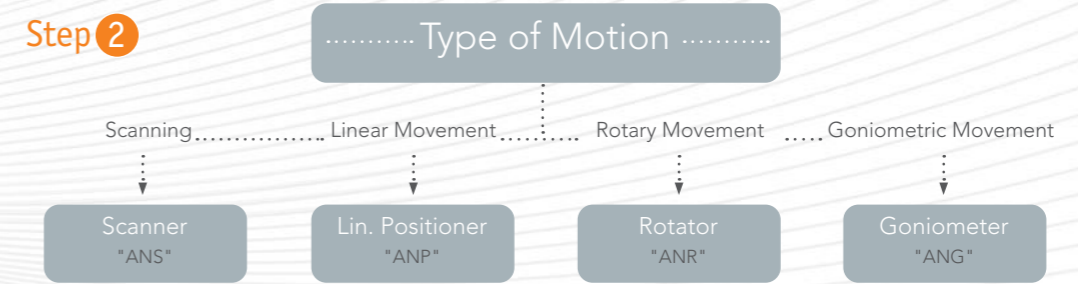 Step 2
Type of Motion
Scanning Linear Movement Rotary Movement Goniometric Movement
Scanner Lin. Positioner Rotator Goniometer
"ANS" "ANP" "ANR" "ANG"